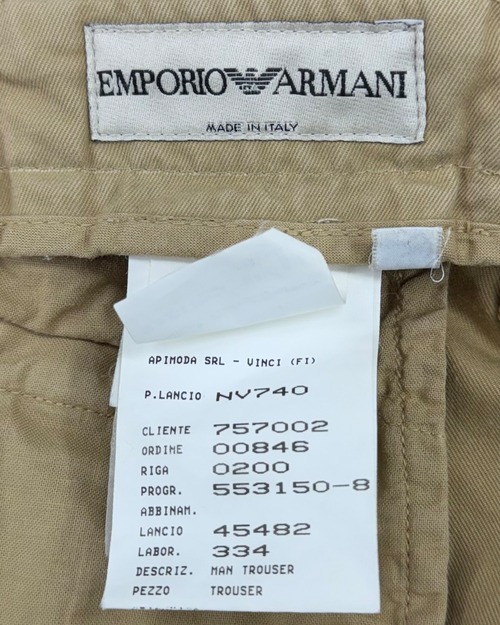 EMPORIO ARMANI
MADE IN ITALY
APIMODA SRL - VINCI (FI)
P.LANCIO NV740
CLIENTE 757002
ORDIME 00846
RIGA 0200
PROGR. 553150-8
ABBINAM.
LANCIO 45482
LABOR. 334
DESCRIZ. MAN TROUSER
PEZZO TROUSER